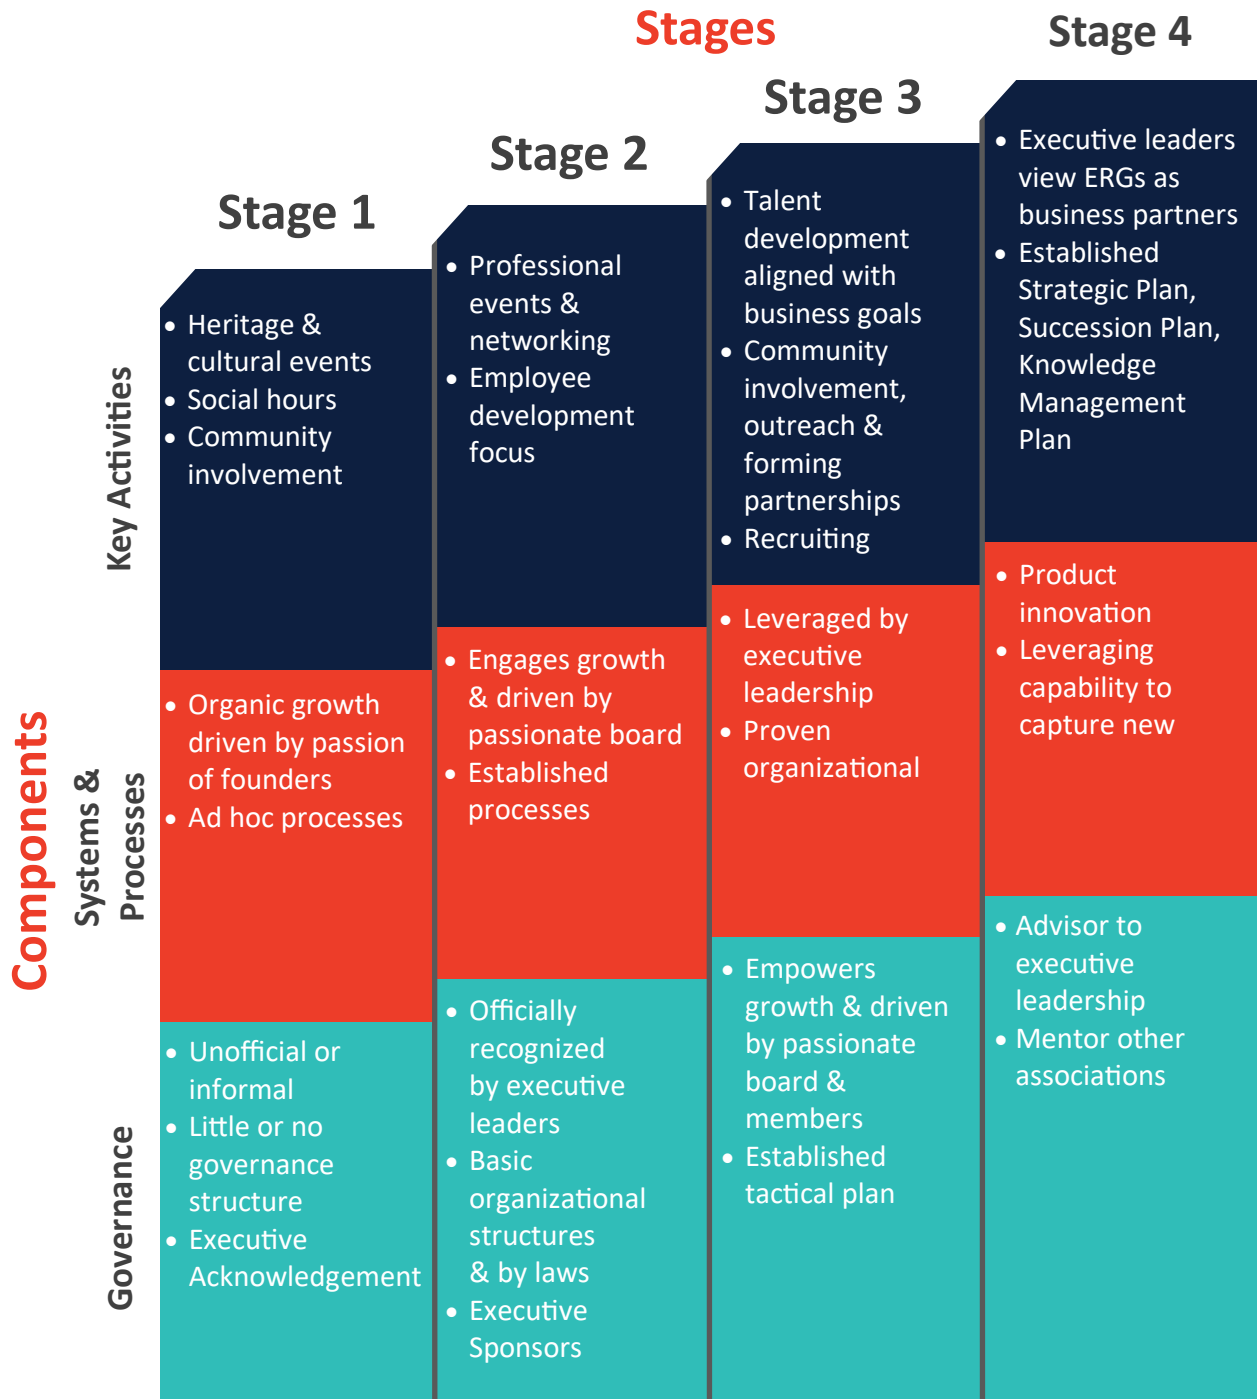 Stages
Stage 1
Stage 2
Stage 3
Stage 4
Components
Key Activities
• Heritage &
cultural events
• Social hours
• Community
involvement
• Professional
events &
networking
• Employee
development
focus
• Talent
development
aligned with
business goals
• Community
involvement,
outreach &
forming
partnerships
• Recruiting
• Executive leaders
view ERGs as
business partners
• Established
Strategic Plan,
Succession Plan,
Knowledge
Management
Plan
Systems &
Processes
• Organic growth
driven by passion
of founders
• Ad hoc processes
• Engages growth
& driven by
passionate board
• Established
processes
• Leveraged by
executive
leadership
• Proven
organizational
• Product
innovation
• Leveraging
capability to
capture new
Governance
• Unofficial or
informal
• Little or no
governance
structure
• Executive
Acknowledgement
• Officially
recognized
by executive
leaders
• Basic
organizational
structures
& by laws
• Executive
Sponsors
• Empowers
growth & driven
by passionate
board &
members
• Established
tactical plan
• Advisor to
executive
leadership
• Mentor other
associations